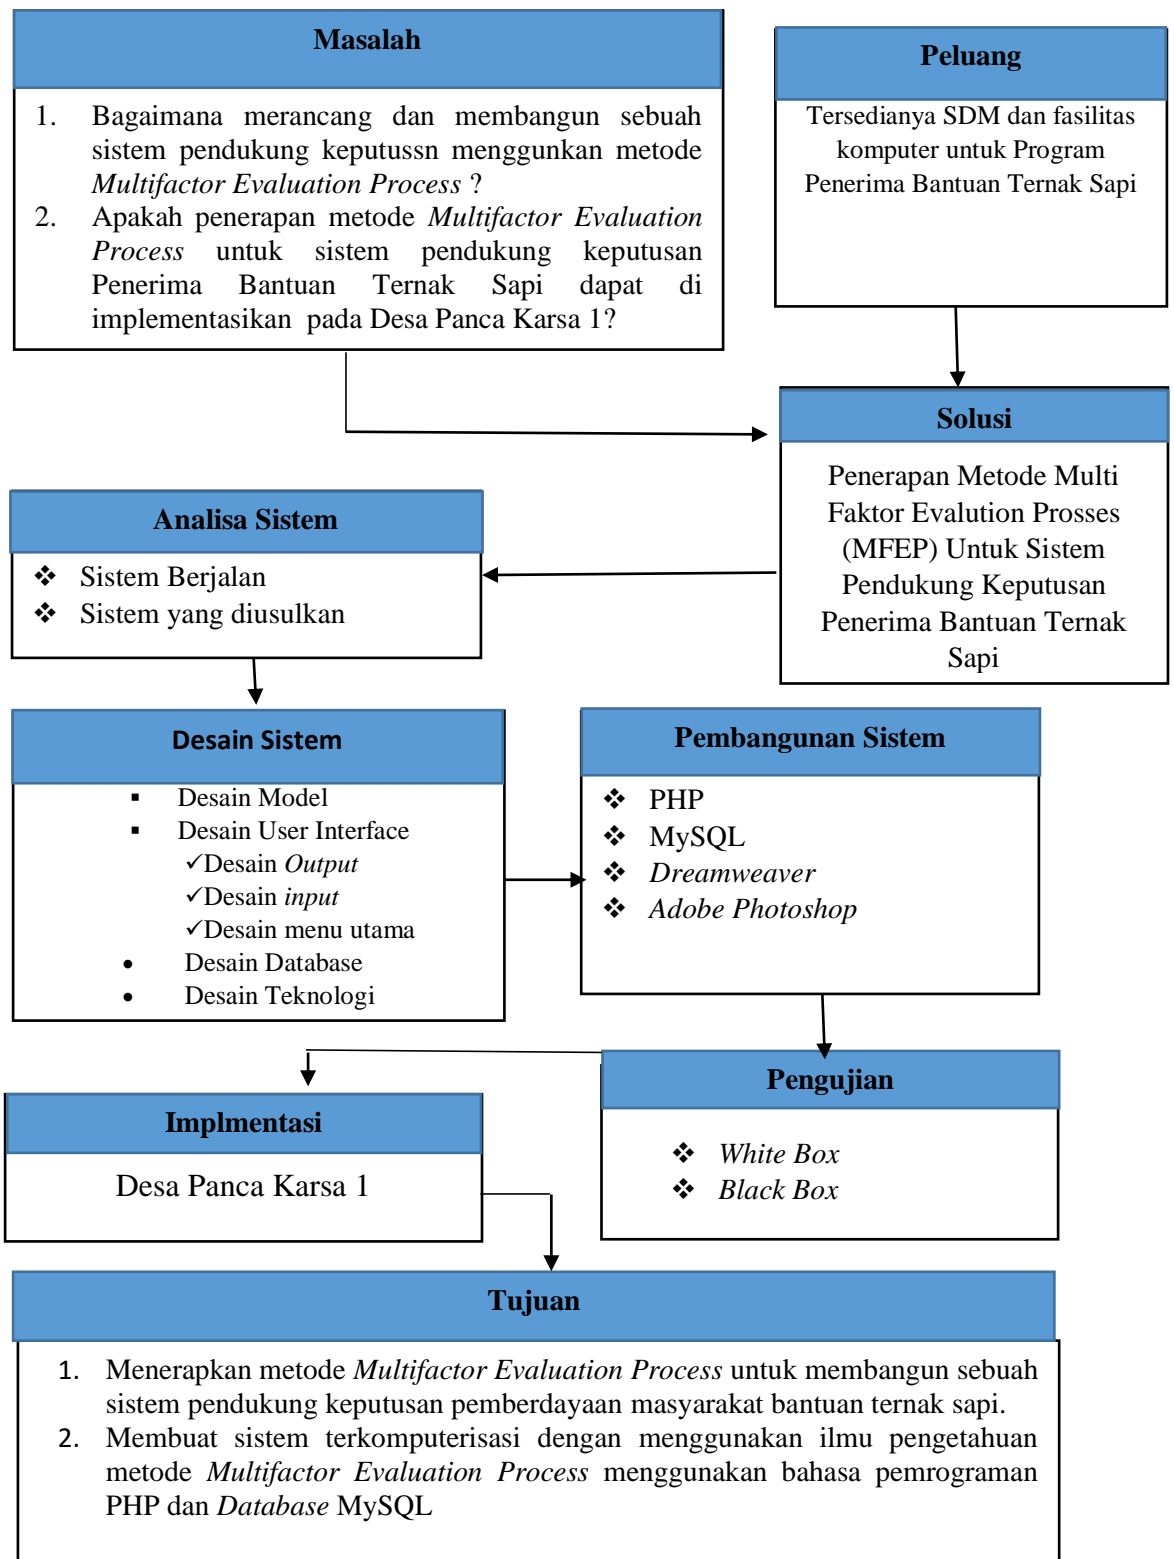 Masalah
1. Bagaimana merancang dan membangun sebuah
sistem pendukung keputussn menggunkan metode
Multifactor Evaluation Process ?
2. Apakah penerapan metode Multifactor Evaluation
Process untuk sistem pendukung keputusan
Penerima Bantuan Ternak Sapi dapat di
implementasikan pada Desa Panca Karsa 1?
Peluang
Tersedianya SDM dan fasilitas
komputer untuk Program
Penerima Bantuan Ternak Sapi
Solusi
Penerapan Metode Multi
Faktor Evalution Prosses
(MFEP) Untuk Sistem
Pendukung Keputusan
Penerima Bantuan Ternak
Sapi
Analisa Sistem
❖ Sistem Berjalan
❖ Sistem yang diusulkan
Desain Sistem
▪ Desain Model
▪ Desain User Interface
✓Desain Output
✓Desain input
✓Desain menu utama
• Desain Database
• Desain Teknologi
Pembangunan Sistem
❖ PHP
❖ MySQL
❖ Dreamweaver
❖ Adobe Photoshop
Pengujian
❖ White Box
❖ Black Box
Implmentasi
Desa Panca Karsa 1
Tujuan
1. Menerapkan metode Multifactor Evaluation Process untuk membangun sebuah
sistem pendukung keputusan pemberdayaan masyarakat bantuan ternak sapi.
2. Membuat sistem terkomputerisasi dengan menggunakan ilmu pengetahuan
metode Multifactor Evaluation Process menggunakan bahasa pemrograman
PHP dan Database MySQL